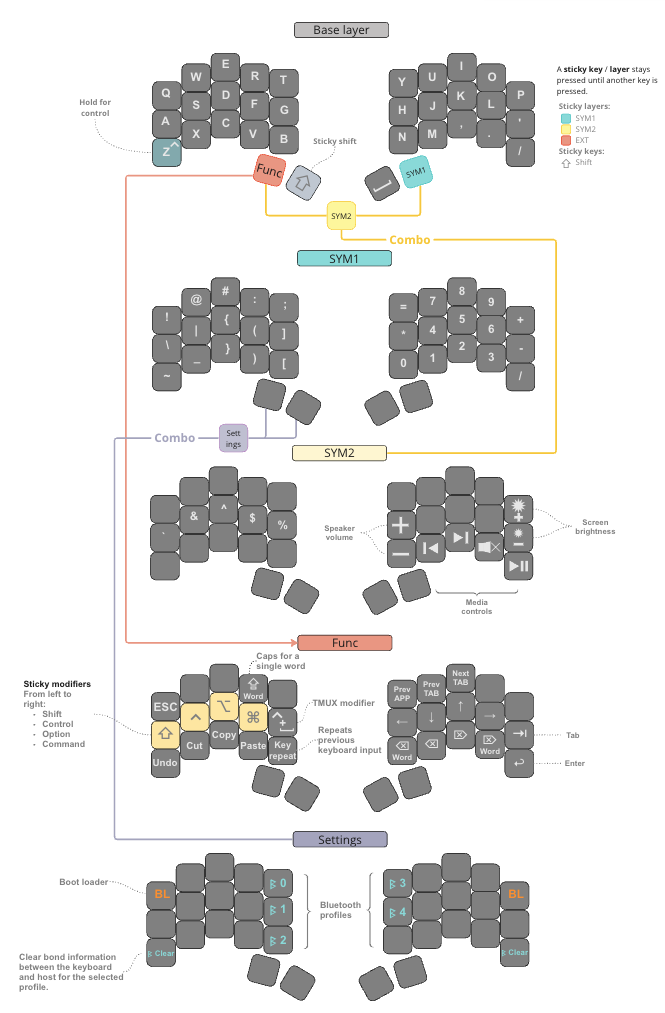 Base layer
Q W E R T
A S D F G
Z^ X C V B
Y U I O P
H J K L '
N M , . /
Hold for
control
Sticky shift
Func
SYM1
SYM2
A sticky key / layer stays
pressed until another key is
pressed.
Sticky layers:
SYM1
SYM2
EXT
Sticky keys:
Shift
Combo
SYM1
! @ # : ;
\ | { ( ]
~ _ } ) [
= 7 8 9 +
* 4 5 6 -
0 1 2 3 /
Combo
Sett
ings
SYM2
` & ^ $ %
Speaker
volume
+
−
+
−
Screen
brightness
Media
controls
Func
Caps for a
single word
Sticky modifiers
From left to
right:
• Shift
• Control
• Option
• Command
ESC
⇧ Word
⇧ ^ ⌥ ⌘ ^+
Undo
Cut
Copy
Paste
Key
repeat
TMUX modifier
Repeats
previous
keyboard input
Prev
APP
Prev
TAB
Next
TAB
← ↓ ↑ → ⇥
⌫
Word
⌫
⌦
⌦
Word
↩
Tab
Enter
Settings
Boot loader
BL
0
1
2
Clear
Bluetooth
profiles
3
4
BL
Clear
Clear bond information
between the keyboard
and host for the selected
profile.